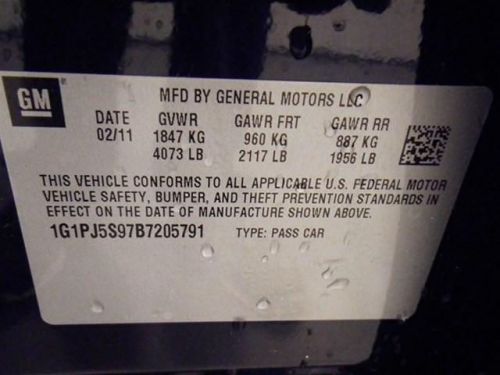 GM
MFD BY GENERAL MOTORS LLC
DATE GVWR GAWR FRT GAWR RR
02/11 1847 KG 960 KG 887 KG
4073 LB 2117 LB 1956 LB
THIS VEHICLE CONFORMS TO ALL APPLICABLE U.S. FEDERAL MOTOR
VEHICLE SAFETY, BUMPER, AND THEFT PREVENTION STANDARDS IN
EFFECT ON THE DATE OF MANUFACTURE SHOWN ABOVE.
1G1PJ5S97B7205791 TYPE: PASS CAR